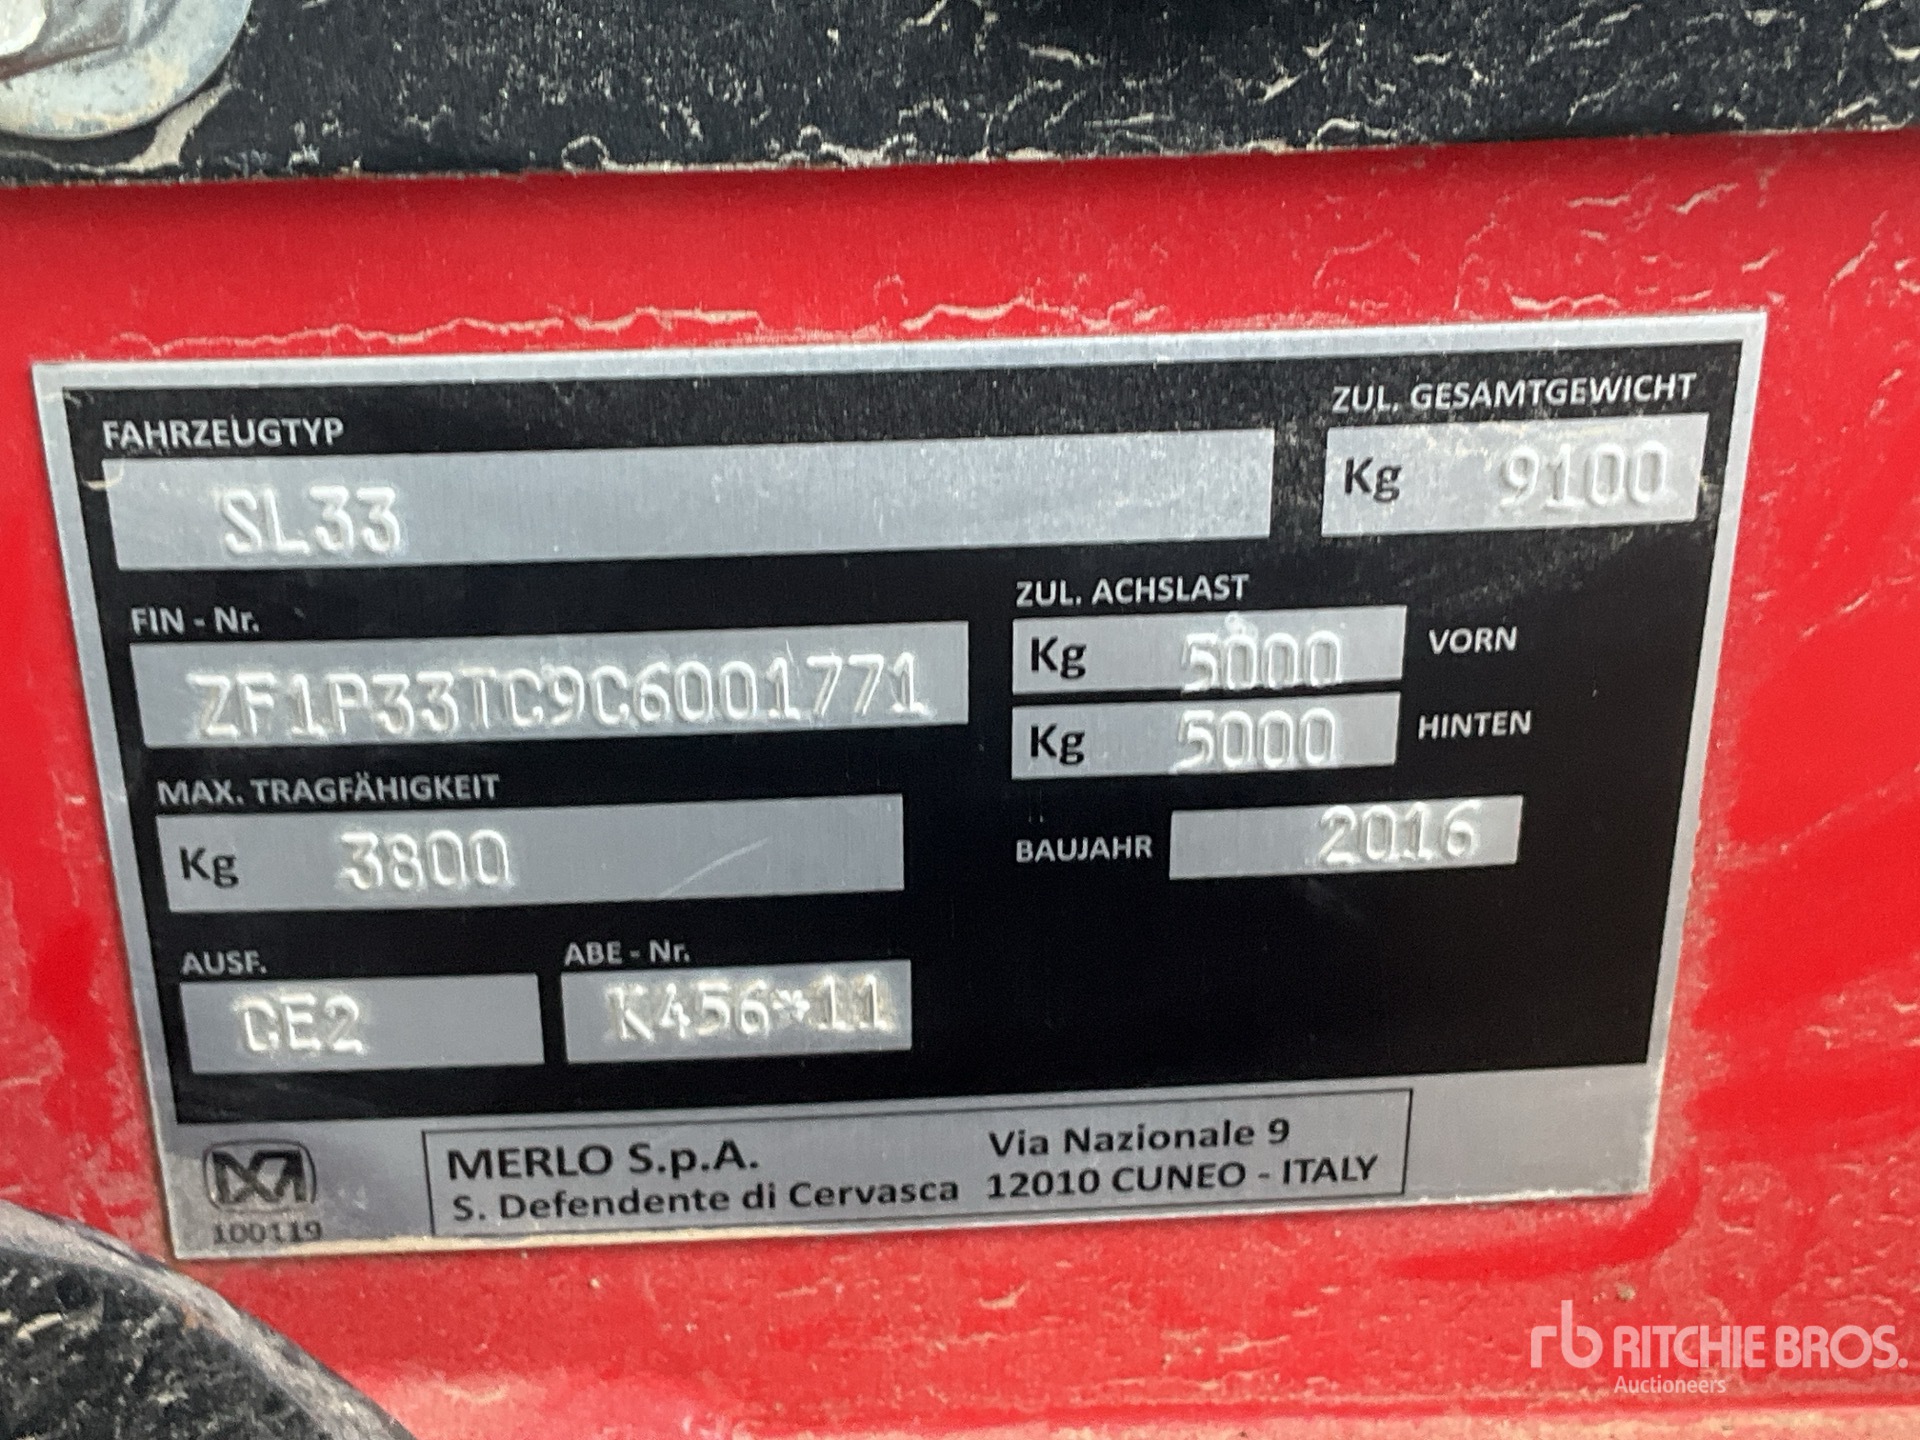 FAHRZEUGTYP
SL33
ZUL. GESAMTGEWICHT
Kg 9100
FIN - Nr.
ZF1P33TC9C6001771
ZUL. ACHSLAST
Kg 5000 VORN
Kg 5000 HINTEN
MAX. TRAGFÄHIGKEIT
Kg 3800
BAUJAHR 2016
AUSF.
CE2
ABE - Nr.
K456*11
100119
MERLO S.p.A.
S. Defendente di Cervasca
Via Nazionale 9
12010 CUNEO - ITALY
rb RITCHIE BROS.
Auctioneers